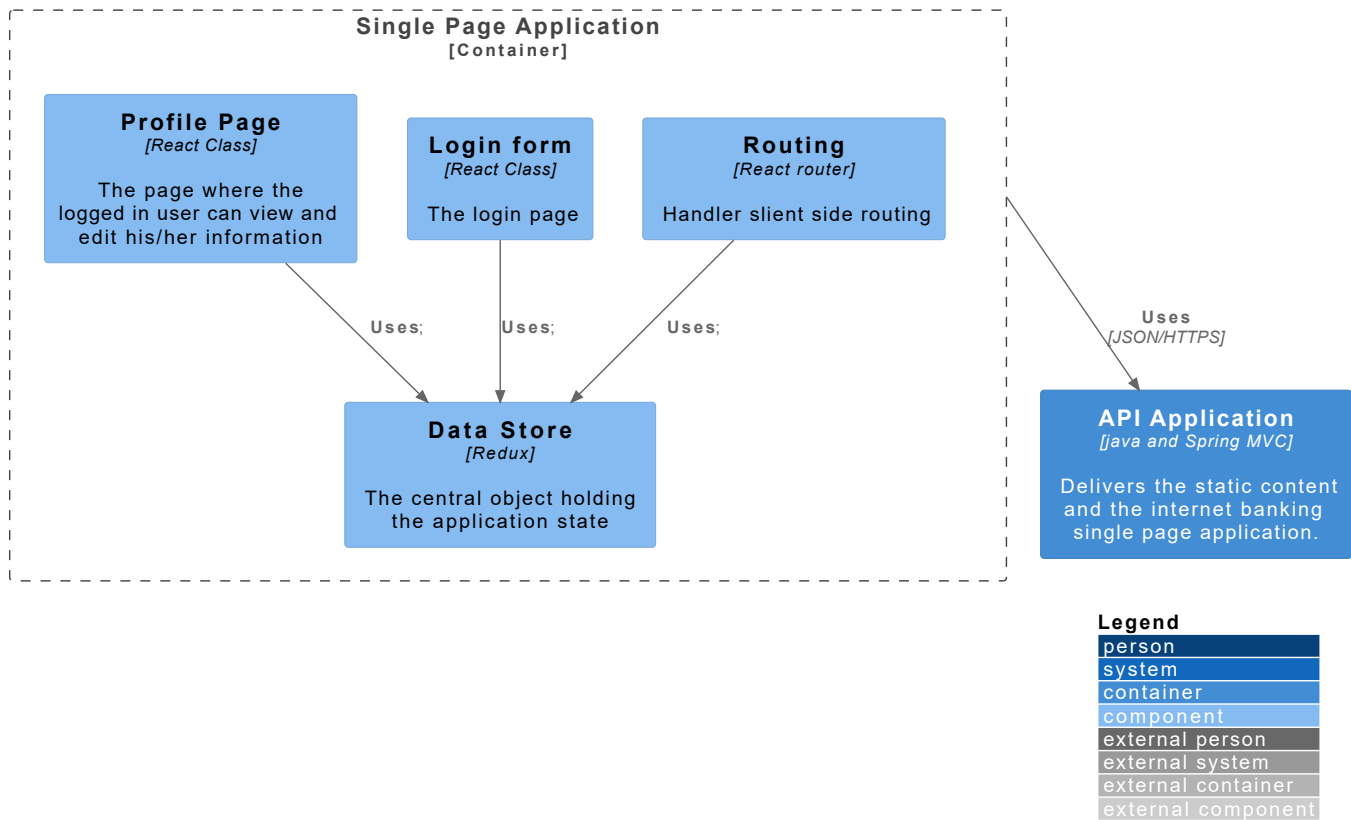 Single Page Application
[Container]
Profile Page
[React Class]
The page where the
logged in user can view and
edit his/her information
Login form
[React Class]
The login page
Routing
[React router]
Handler slient side routing
Uses;
Uses;
Uses;
Uses
[JSON/HTTPS]
Data Store
[Redux]
The central object holding
the application state
API Application
[java and Spring MVC]
Delivers the static content
and the internet banking
single page application.
Legend
person
system
container
component
external person
external system
external container
external component